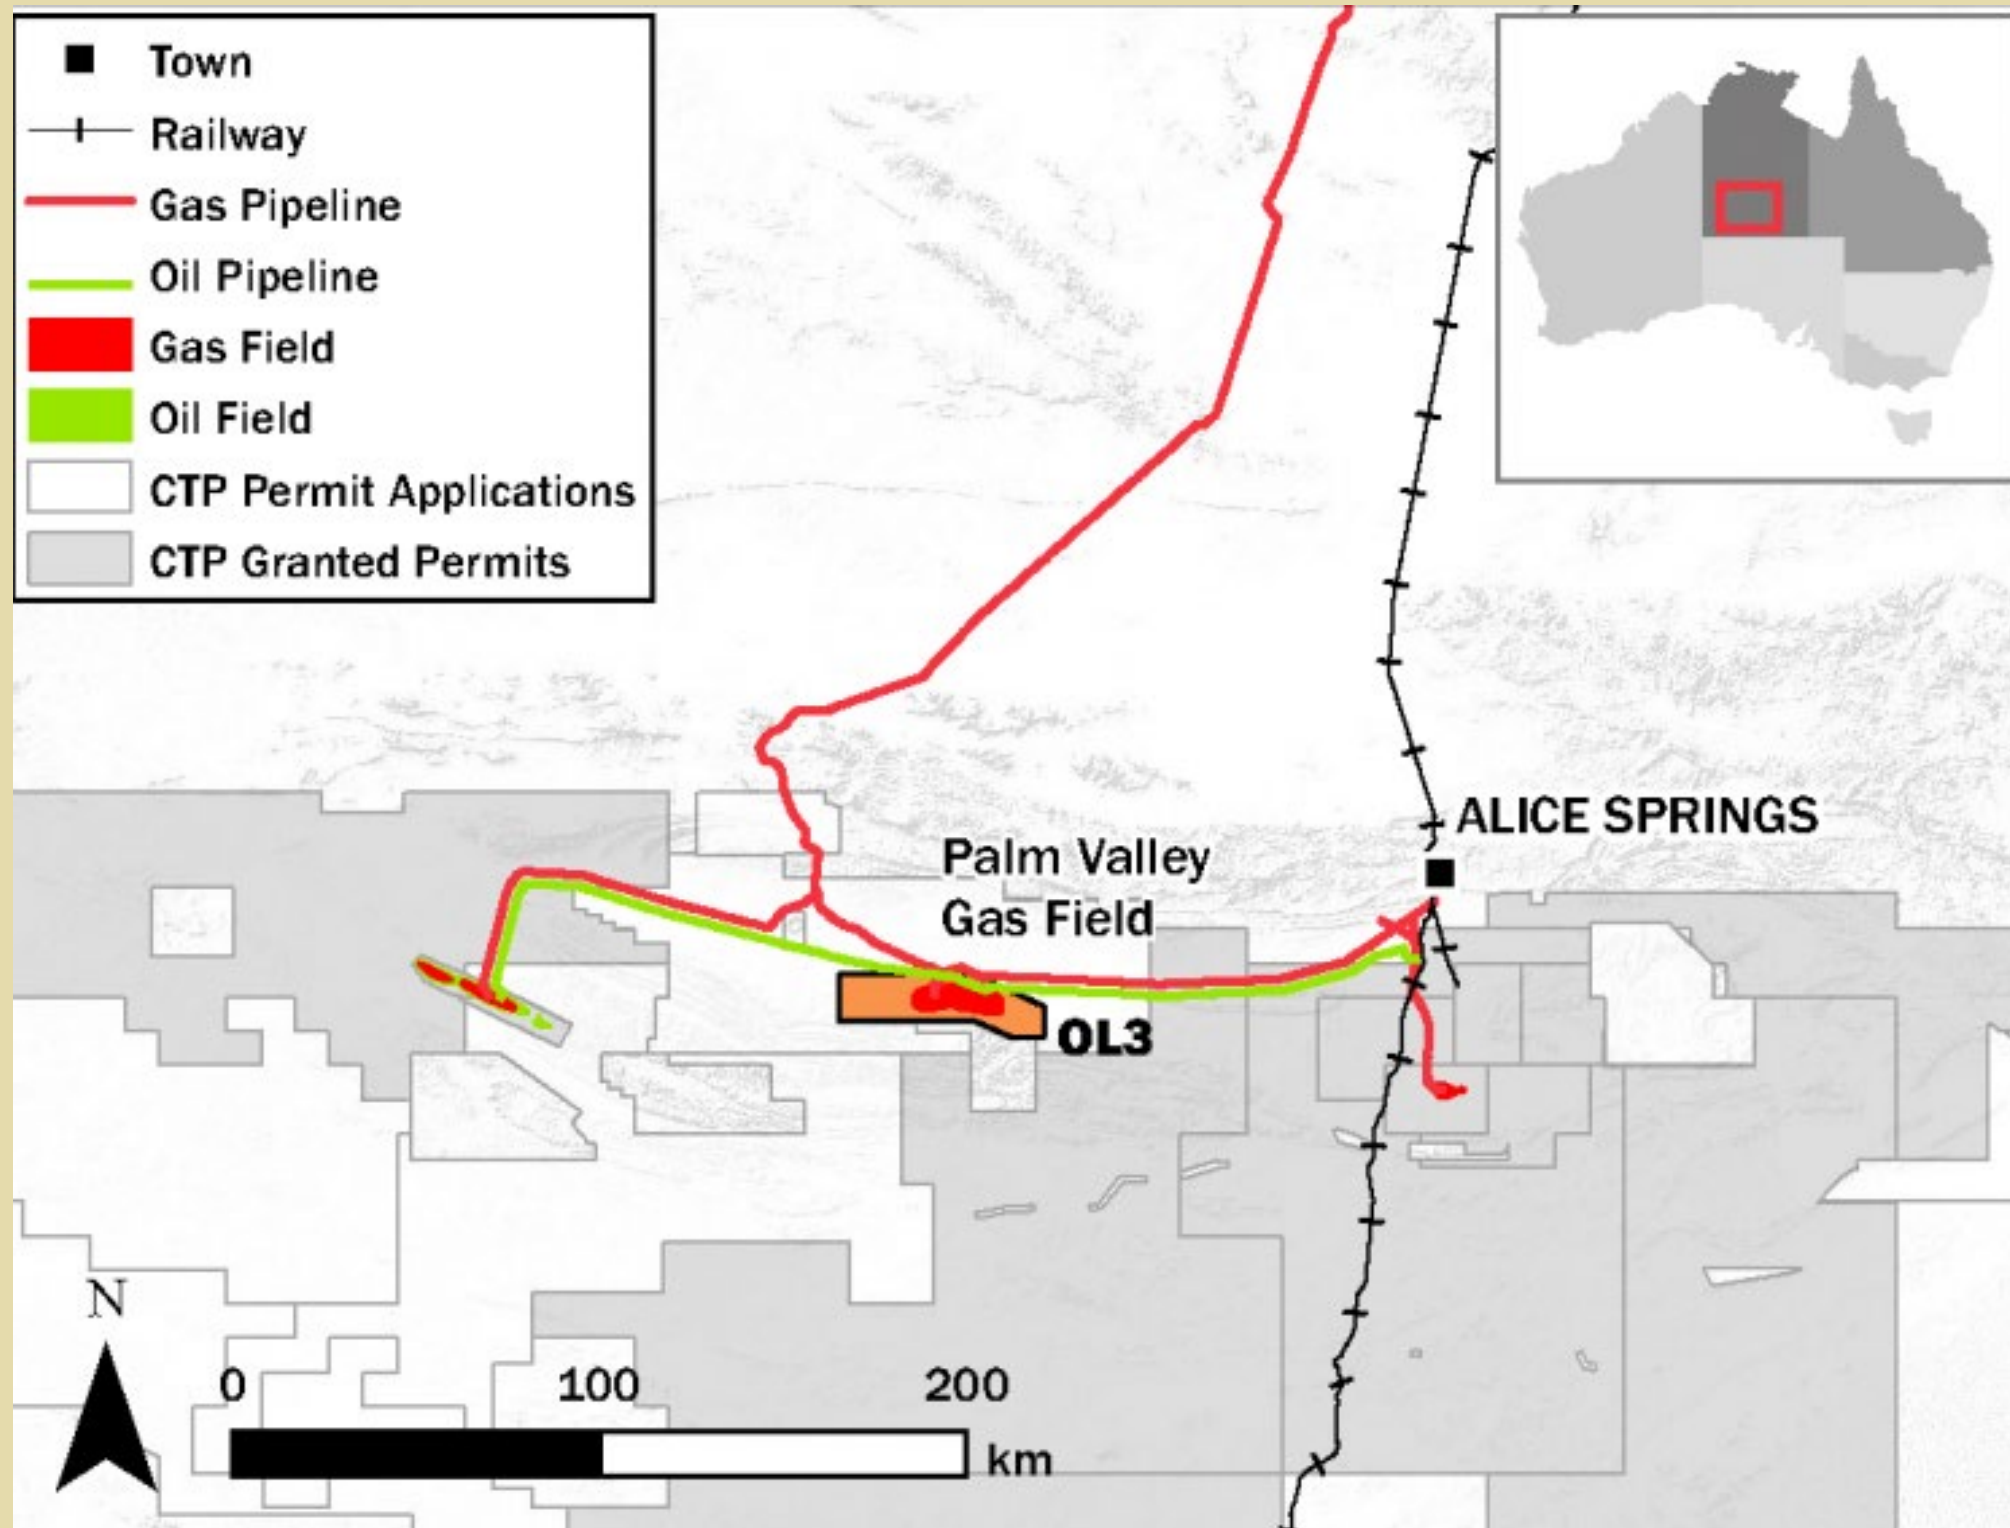 Town
Railway
Gas Pipeline
Oil Pipeline
Gas Field
Oil Field
CTP Permit Applications
CTP Granted Permits
ALICE SPRINGS
Palm Valley
Gas Field
OL3
N
0 100 200
km